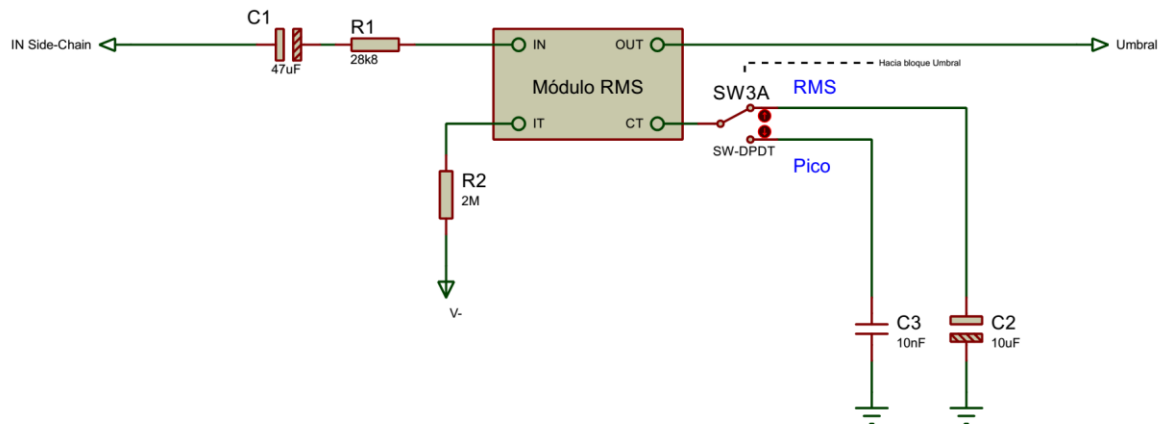 C1
R1
IN Side-Chain
47uF
28k8
IN
OUT
Umbral
Módulo RMS
Hacia bloque Umbral
SW3A
RMS
IT
CT
SW-DPDT
Pico
R2
2M
V-
C3
10nF
C2
10uF